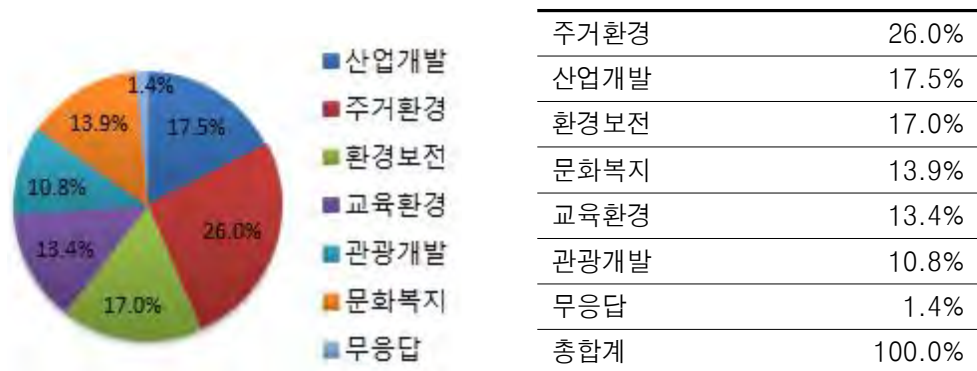 1.4%
13.9%
17.5%
10.8%
26.0%
13.4%
17.0%
산업개발
주거환경
환경보전
교육환경
관광개발
문화복지
무응답
주거환경 26.0%
산업개발 17.5%
환경보전 17.0%
문화복지 13.9%
교육환경 13.4%
관광개발 10.8%
무응답 1.4%
총합계 100.0%